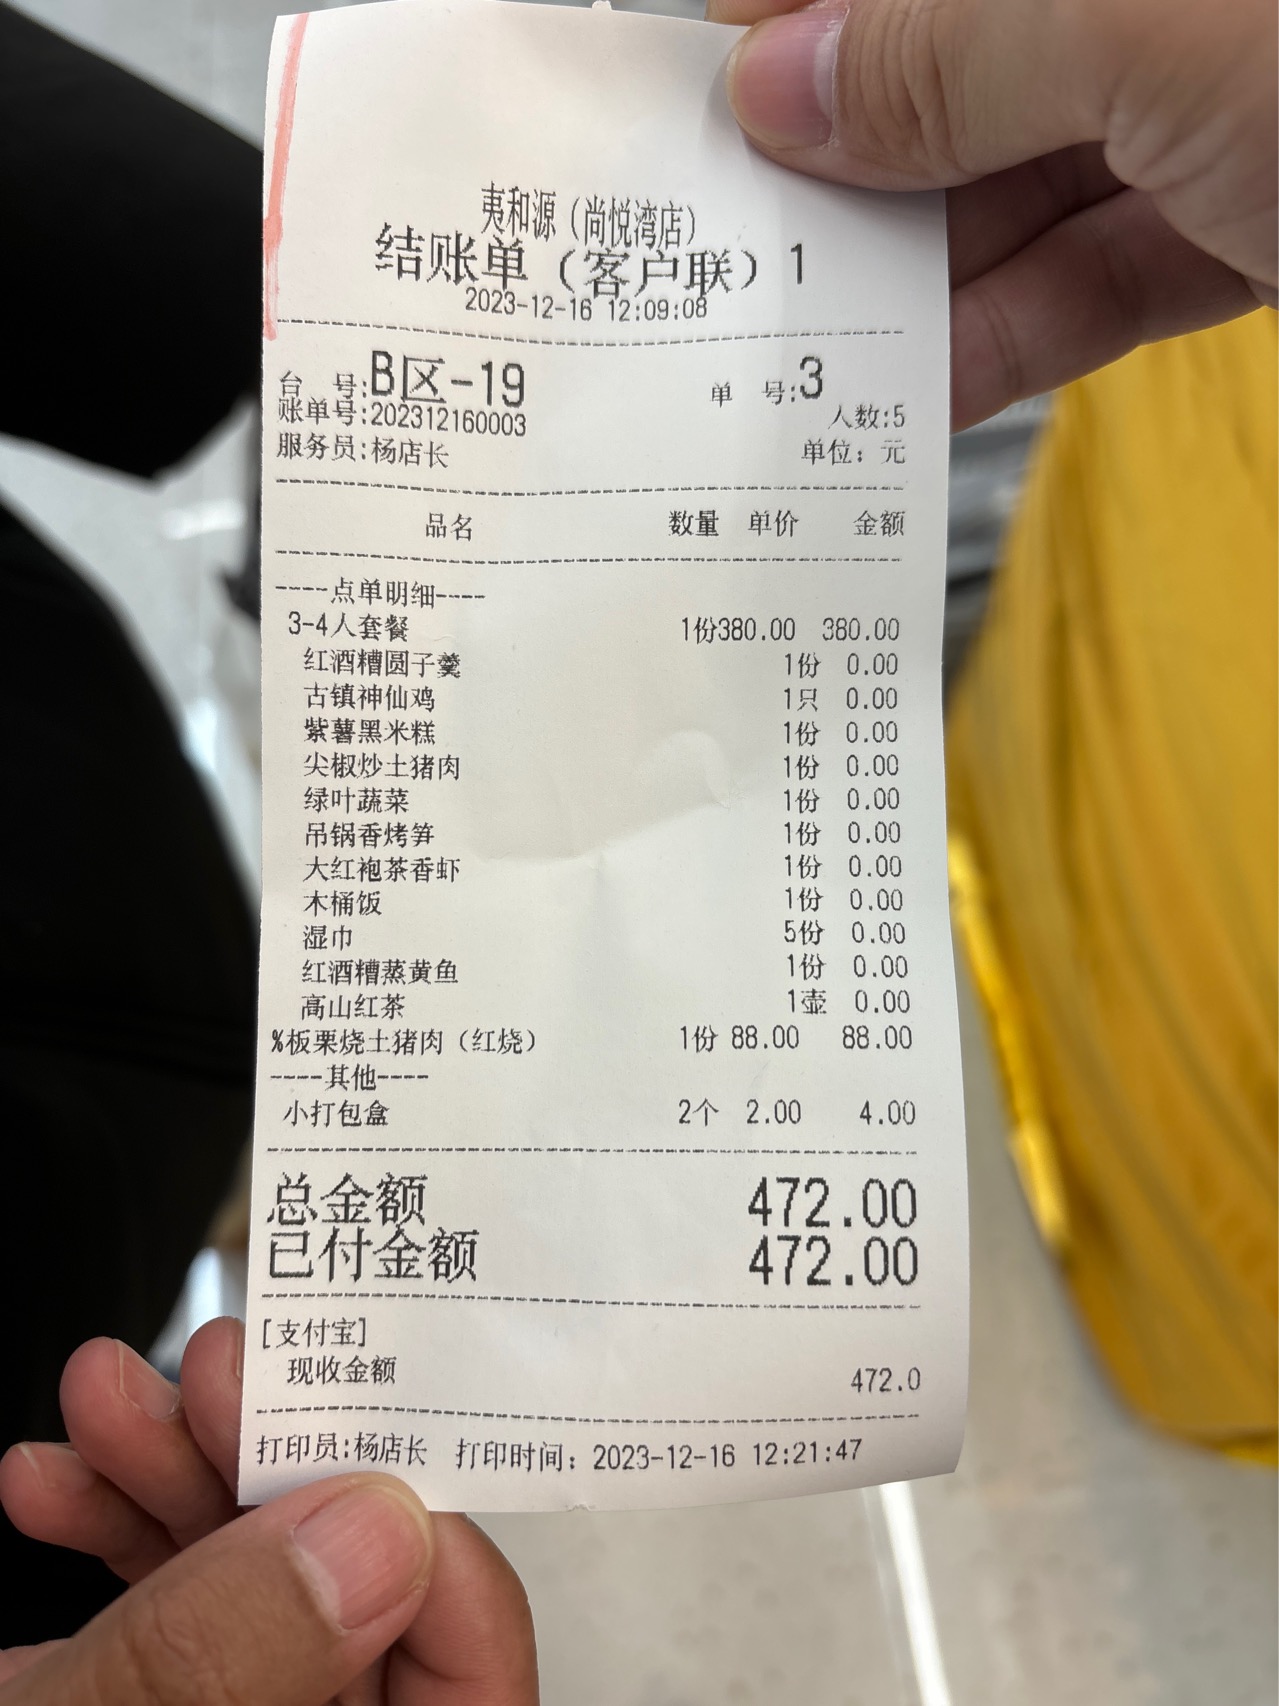 夷和源（尚悦湾店）
结账单（客户联）1
2023-12-16 12:09:08
台 号:B区-19 单 号:3
账单号:202312160003 人数:5
服务员:杨店长 单位：元
品名 数量 单价 金额
----点单明细----
3-4人套餐 1份380.00 380.00
红酒糟圆子羹 1份 0.00
古镇神仙鸡 1只 0.00
紫薯黑米糕 1份 0.00
尖椒炒土猪肉 1份 0.00
绿叶蔬菜 1份 0.00
吊锅香烤笋 1份 0.00
大红袍茶香虾 1份 0.00
木桶饭 1份 0.00
湿巾 5份 0.00
红酒糟蒸黄鱼 1份 0.00
高山红茶 1壶 0.00
%板栗烧土猪肉（红烧） 1份 88.00 88.00
----其他----
小打包盒 2个 2.00 4.00
总金额 472.00
已付金额 472.00
[支付宝]
现收金额 472.0
打印员:杨店长 打印时间：2023-12-16 12:21:47